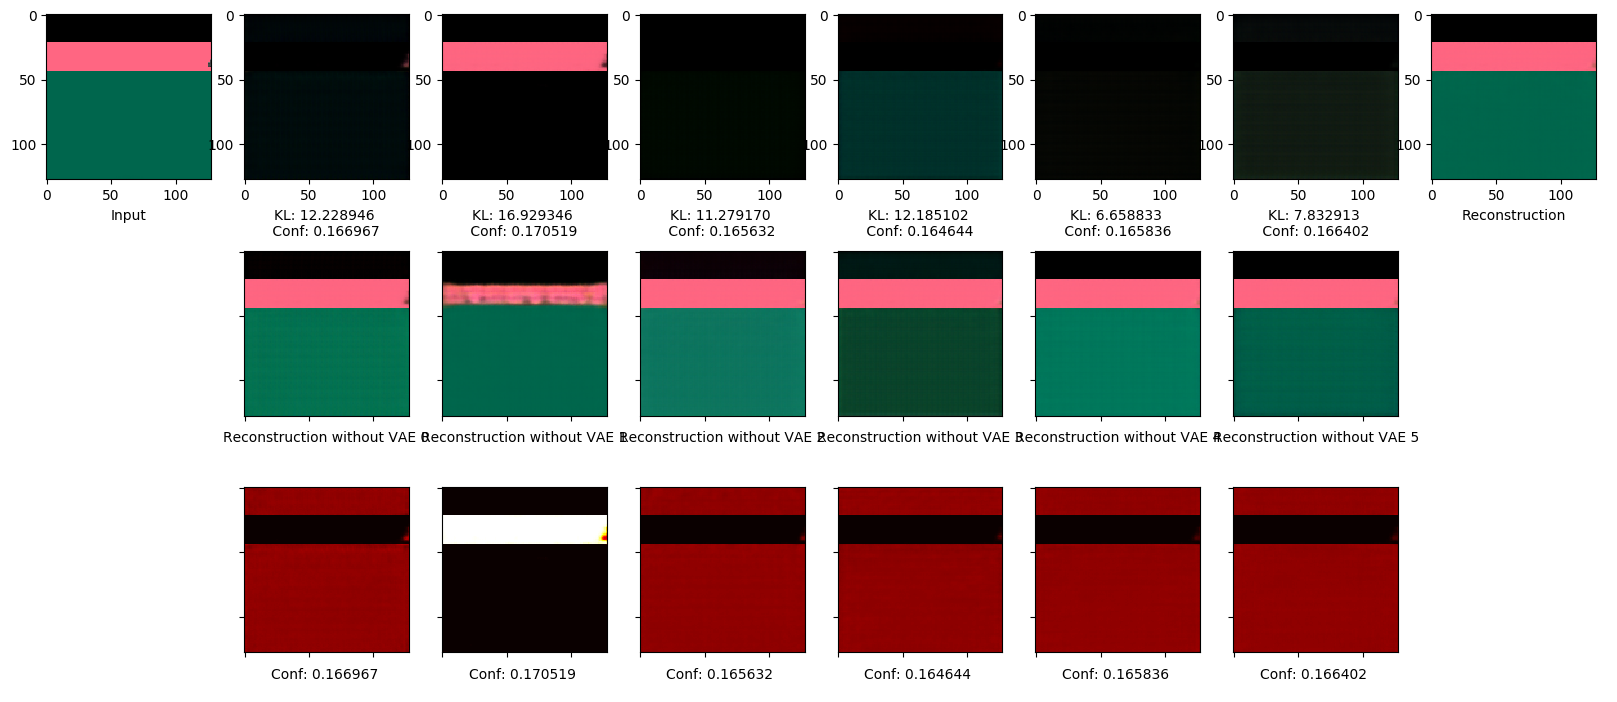 0
50
100
0 50 100
Input
0
50
100
0 50 100
KL: 12.228946
Conf: 0.166967
0
50
100
0 50 100
KL: 16.929346
Conf: 0.170519
0
50
100
0 50 100
KL: 11.279170
Conf: 0.165632
0
50
100
0 50 100
KL: 12.185102
Conf: 0.164644
0
50
100
0 50 100
KL: 6.658833
Conf: 0.165836
0
50
100
0 50 100
KL: 7.832913
Conf: 0.166402
0
50
100
0 50 100
Reconstruction
Reconstruction without VAE 0
Reconstruction without VAE 1
Reconstruction without VAE 2
Reconstruction without VAE 3
Reconstruction without VAE 4
Reconstruction without VAE 5
Conf: 0.166967
Conf: 0.170519
Conf: 0.165632
Conf: 0.164644
Conf: 0.165836
Conf: 0.166402